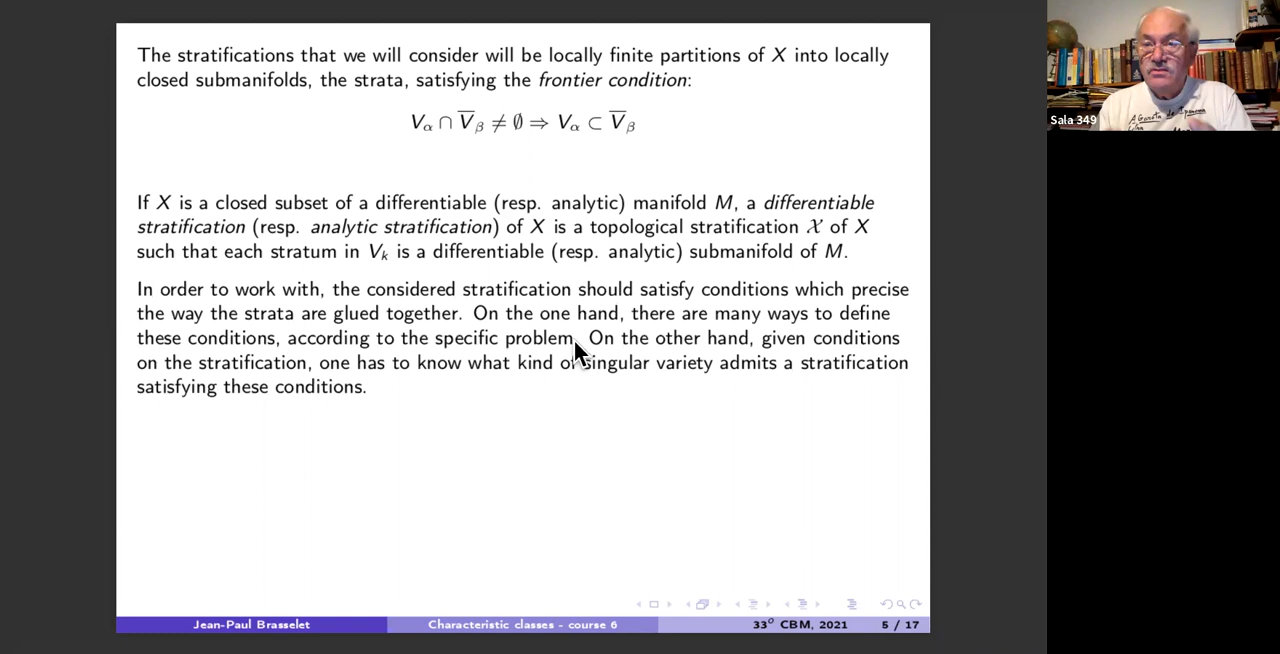 The stratifications that we will consider will be locally finite partitions of X into locally
closed submanifolds, the strata, satisfying the frontier condition:
V_α ∩ V̅_β ≠ ∅ ⇒ V_α ⊂ V̅_β
If X is a closed subset of a differentiable (resp. analytic) manifold M, a differentiable
stratification (resp. analytic stratification) of X is a topological stratification 𝒳 of X
such that each stratum in V_k is a differentiable (resp. analytic) submanifold of M.
In order to work with, the considered stratification should satisfy conditions which precise
the way the strata are glued together. On the one hand, there are many ways to define
these conditions, according to the specific problem. On the other hand, given conditions
on the stratification, one has to know what kind of singular variety admits a stratification
satisfying these conditions.
Jean-Paul Brasselet Characteristic classes - course 6 33° CBM, 2021 5 / 17
Sala 349
A Garota de Ipanema